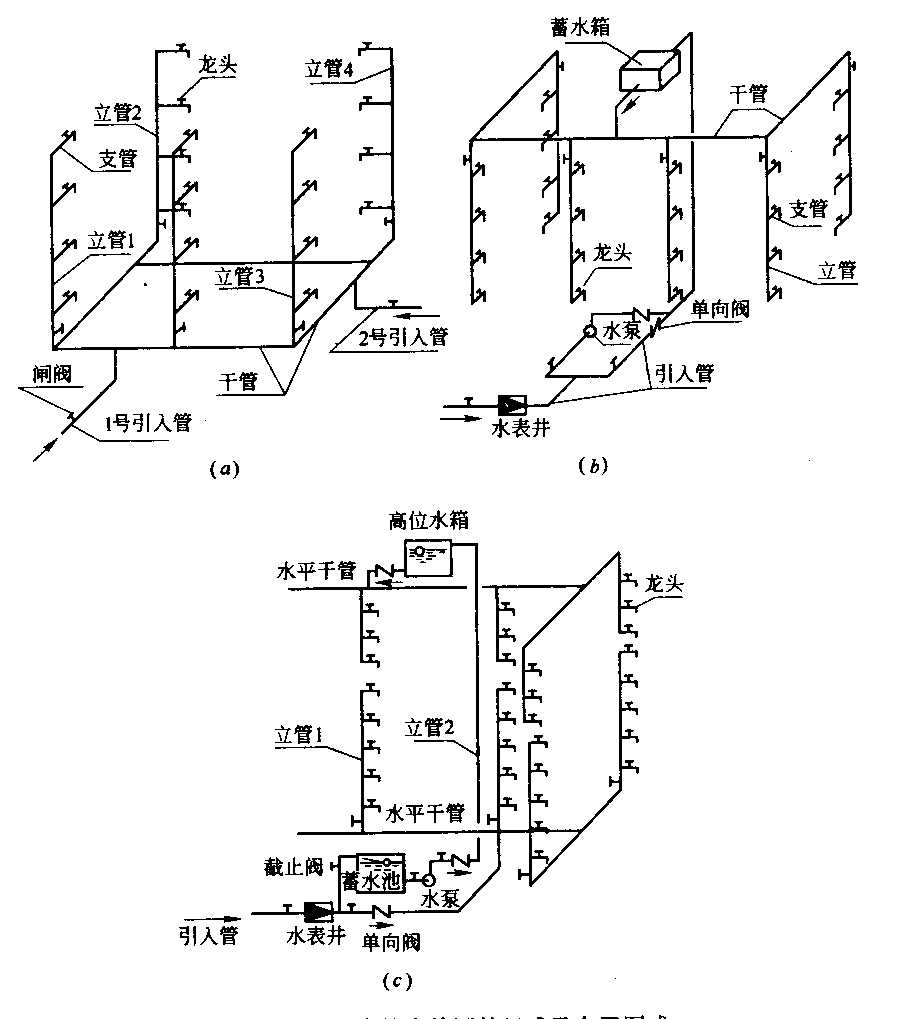 龙头
立管4
立管2
支管
立管1
立管3
2号引入管
干管
闸阀
1号引入管
(a)
蓄水箱
干管
支管
龙头
立管
单向阀
水泵
引入管
水表井
(b)
高位水箱
水平干管
龙头
立管1
立管2
水平干管
截止阀
蓄水池
水泵
引入管
水表井
单向阀
(c)